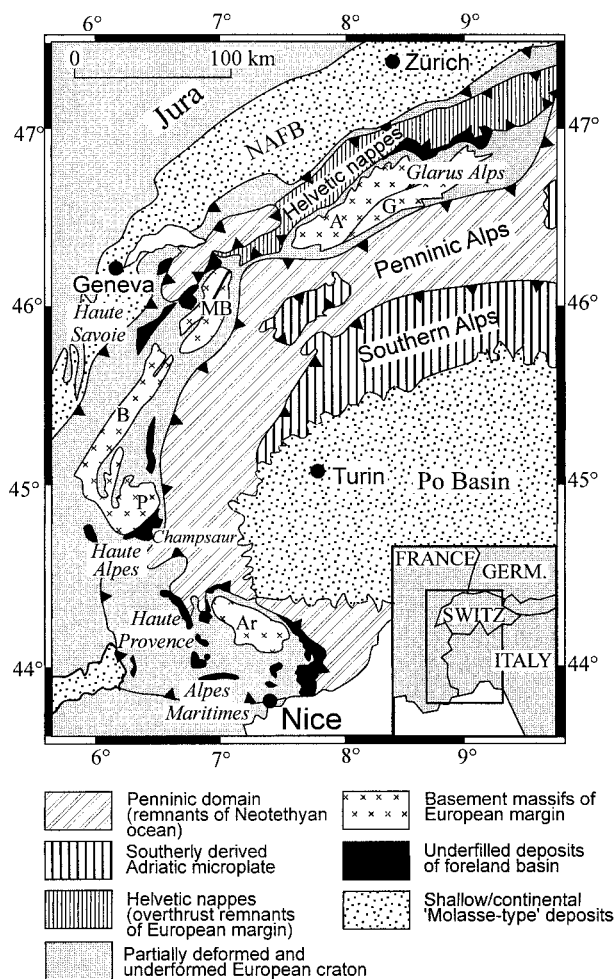 6° 7° 8° 9°
0 100 km
Zürich
Jura
47° 47°
NAFB
Helvetic nappes
Glarus Alps
A G
Penninic Alps
Geneva
46° 46°
MB
Haute
Savoie
Southern Alps
B
Turin
Po Basin
45° 45°
P
Champsaur
Haute
Alpes
FRANCE
GERM.
SWITZ
ITALY
Haute
Provence
Ar
44° 44°
Alpes
Maritimes
Nice
6° 7° 8° 9°
Penninic domain
(remnants of Neotethyan
ocean)
Southerly derived
Adriatic microplate
Helvetic nappes
(overthrust remnants
of European margin)
Partially deformed and
underformed European craton
Basement massifs of
European margin
Underfilled deposits
of foreland basin
Shallow/continental
'Molasse-type' deposits